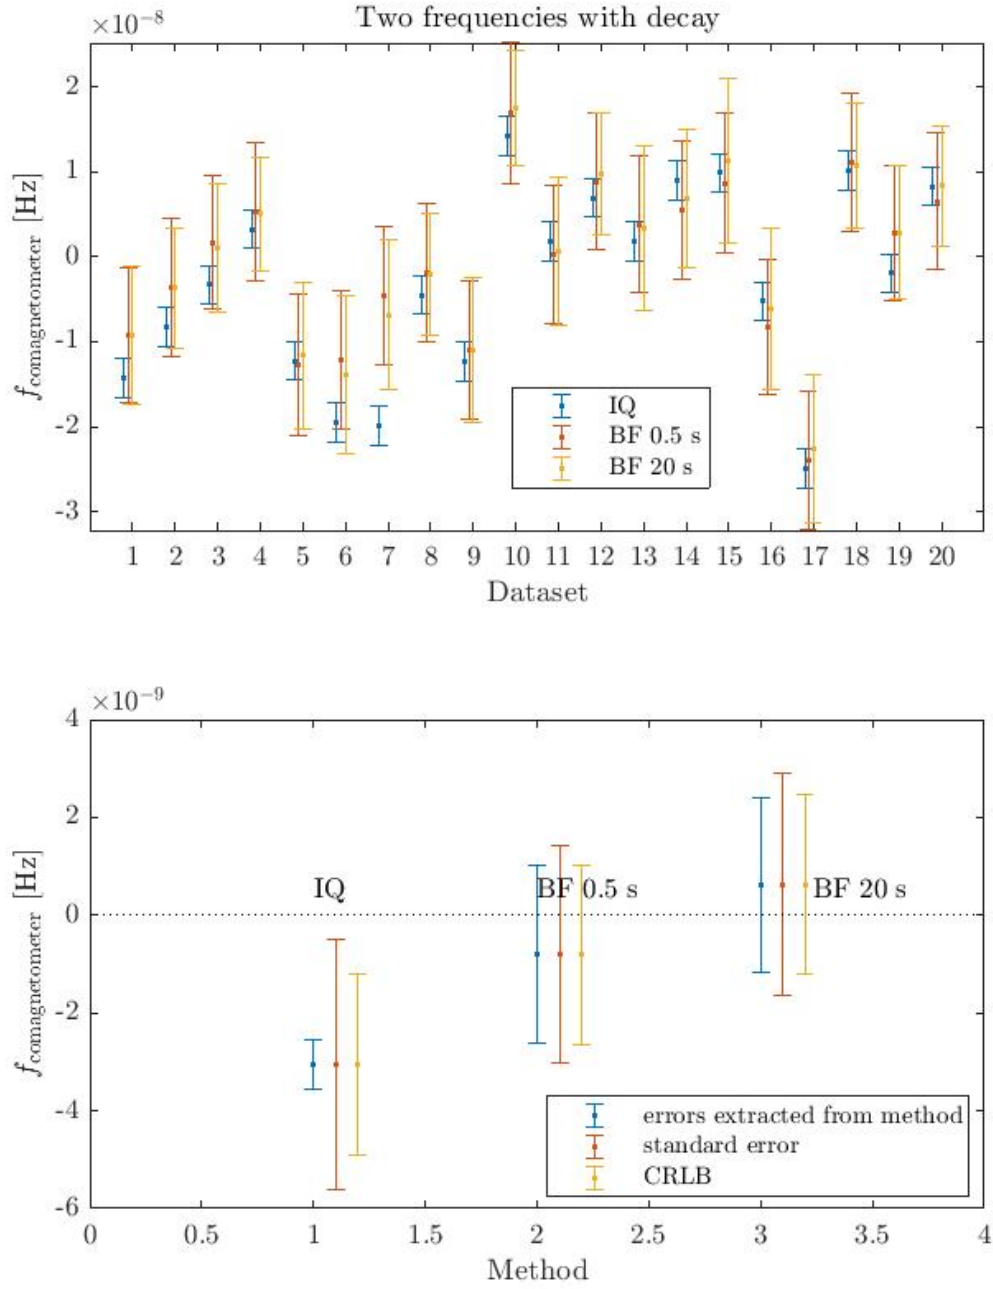 ×10⁻⁸
Two frequencies with decay
2
1
0
-1
-2
-3
f_comagnetometer [Hz]
IQ
BF 0.5 s
BF 20 s
1 2 3 4 5 6 7 8 9 10 11 12 13 14 15 16 17 18 19 20
Dataset
×10⁻⁹
4
2
0
-2
-4
-6
f_comagnetometer [Hz]
IQ
BF 0.5 s
BF 20 s
errors extracted from method
standard error
CRLB
0 0.5 1 1.5 2 2.5 3 3.5 4
Method